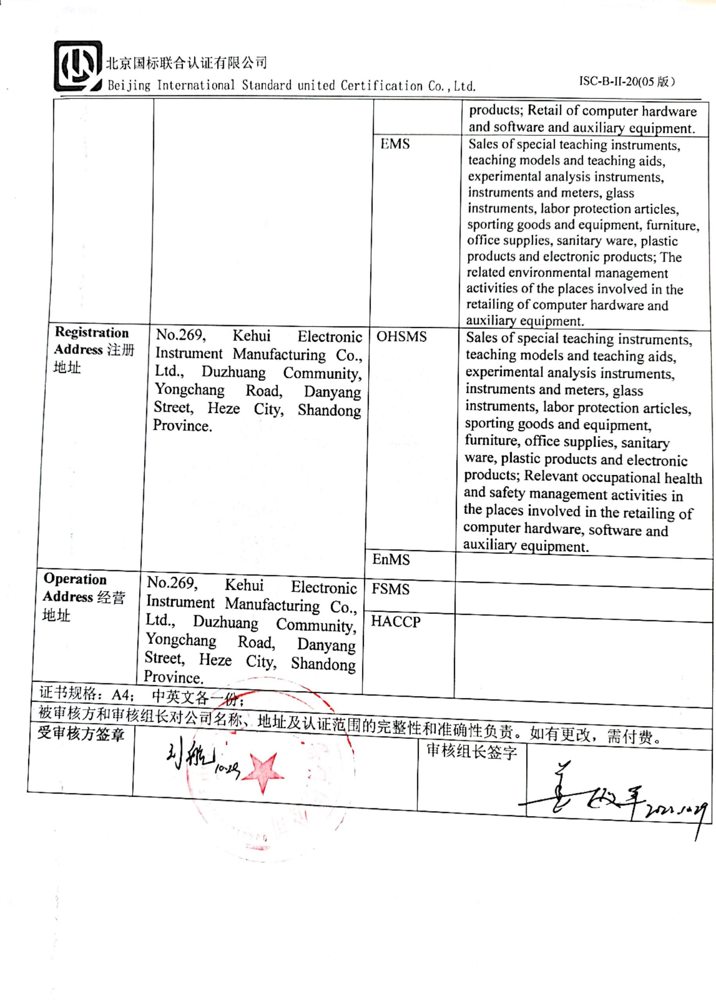 北京国标联合认证有限公司
Beijing International Standard united Certification Co.,Ltd.
ISC-B-II-20(05 版)
products; Retail of computer hardware
and software and auxiliary equipment.
EMS
Sales of special teaching instruments,
teaching models and teaching aids,
experimental analysis instruments,
instruments and meters, glass
instruments, labor protection articles,
sporting goods and equipment, furniture,
office supplies, sanitary ware, plastic
products and electronic products; The
related environmental management
activities of the places involved in the
retailing of computer hardware and
auxiliary equipment.
Registration
Address 注册
地址
No.269, Kehui Electronic
Instrument Manufacturing Co.,
Ltd., Duzhuang Community,
Yongchang Road, Danyang
Street, Heze City, Shandong
Province.
OHSMS
Sales of special teaching instruments,
teaching models and teaching aids,
experimental analysis instruments,
instruments and meters, glass
instruments, labor protection articles,
sporting goods and equipment,
furniture, office supplies, sanitary
ware, plastic products and electronic
products; Relevant occupational health
and safety management activities in
the places involved in the retailing of
computer hardware, software and
auxiliary equipment.
EnMS
Operation
Address 经营
地址
No.269, Kehui Electronic
Instrument Manufacturing Co.,
Ltd., Duzhuang Community,
Yongchang Road, Danyang
Street, Heze City, Shandong
Province.
FSMS
HACCP
证书规格：A4； 中英文各一份；
被审核方和审核组长对公司名称、地址及认证范围的完整性和准确性负责。如有更改，需付费。
受审核方签章
10.29
审核组长签字
2022.10.29